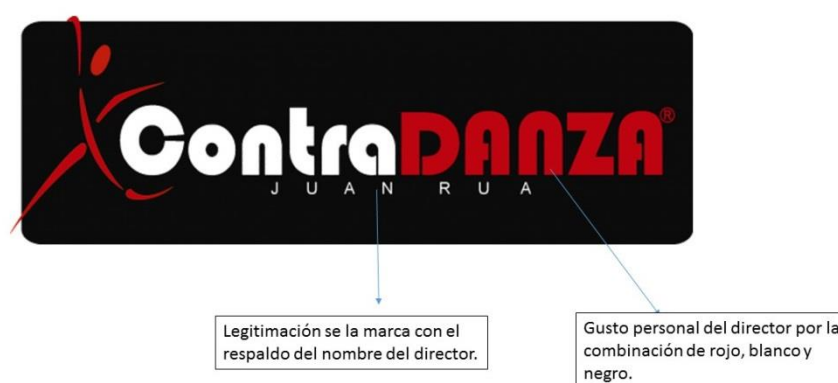 ContraDANZA®
JUAN RUA
Legitimación se la marca con el
respaldo del nombre del director.
Gusto personal del director por la
combinación de rojo, blanco y
negro.